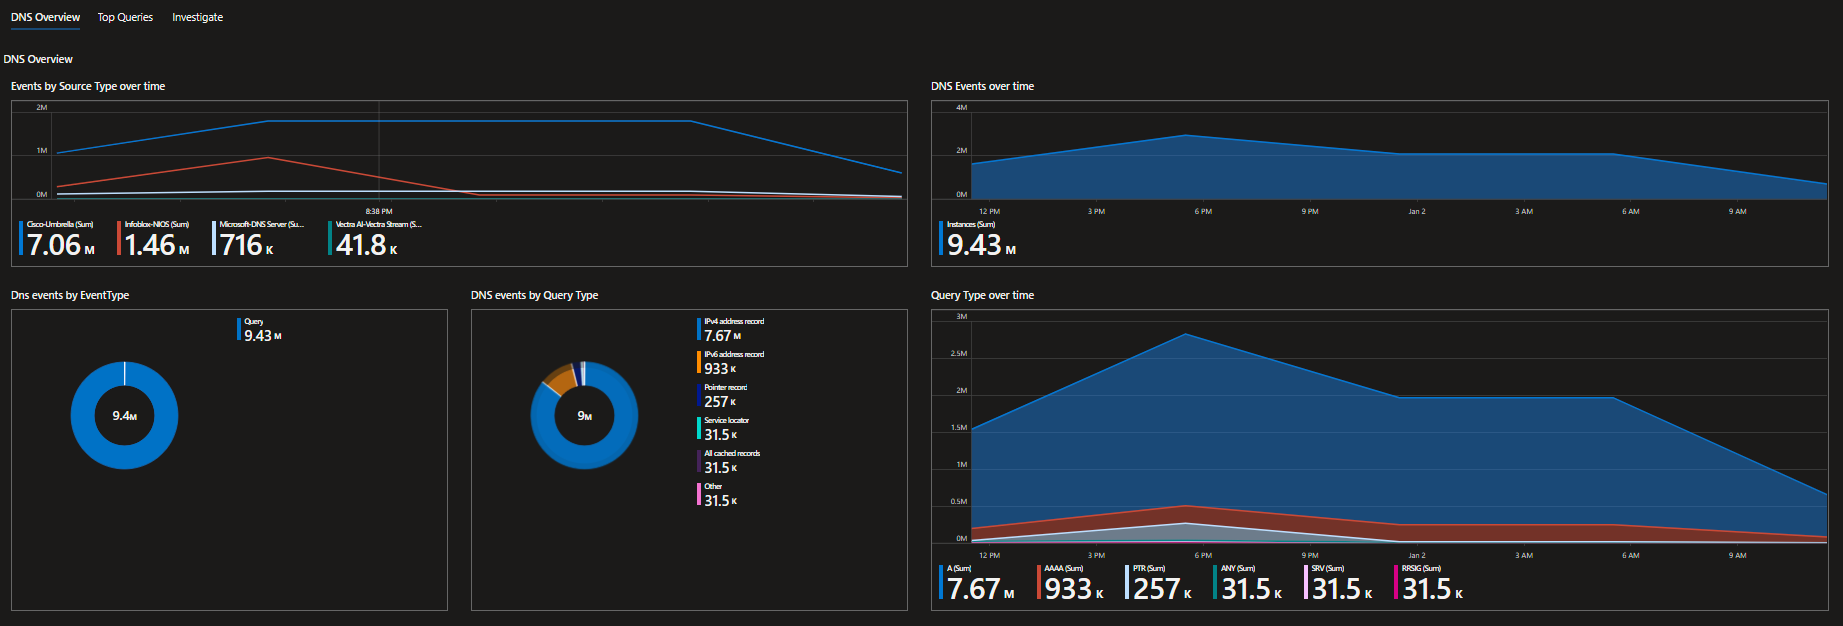 DNS Overview Top Queries Investigate
DNS Overview
Events by Source Type over time
2M
1M
0M
8:38 PM
Cisco-Umbrella (Sum) Infoblox-NIOS (Sum) Microsoft-DNS Server (Su... Vectra AI-Vectra Stream (S...
7.06 M 1.46 M 716 K 41.8 K
DNS Events over time
4M
2M
0M
12 PM 3 PM 6 PM 9 PM Jan 2 3 AM 6 AM 9 AM
Instances (Sum)
9.43 M
Dns events by EventType
Query
9.43 M
9.4M
DNS events by Query Type
IPv4 address record
7.67 M
IPv6 address record
933 K
Pointer record
257 K
Service locator
31.5 K
All cached records
31.5 K
Other
31.5 K
9M
Query Type over time
3M
2.5M
2M
1.5M
1M
0.5M
0M
12 PM 3 PM 6 PM 9 PM Jan 2 3 AM 6 AM 9 AM
A (Sum) AAAA (Sum) PTR (Sum) ANY (Sum) SRV (Sum) RRSIG (Sum)
7.67 M 933 K 257 K 31.5 K 31.5 K 31.5 K